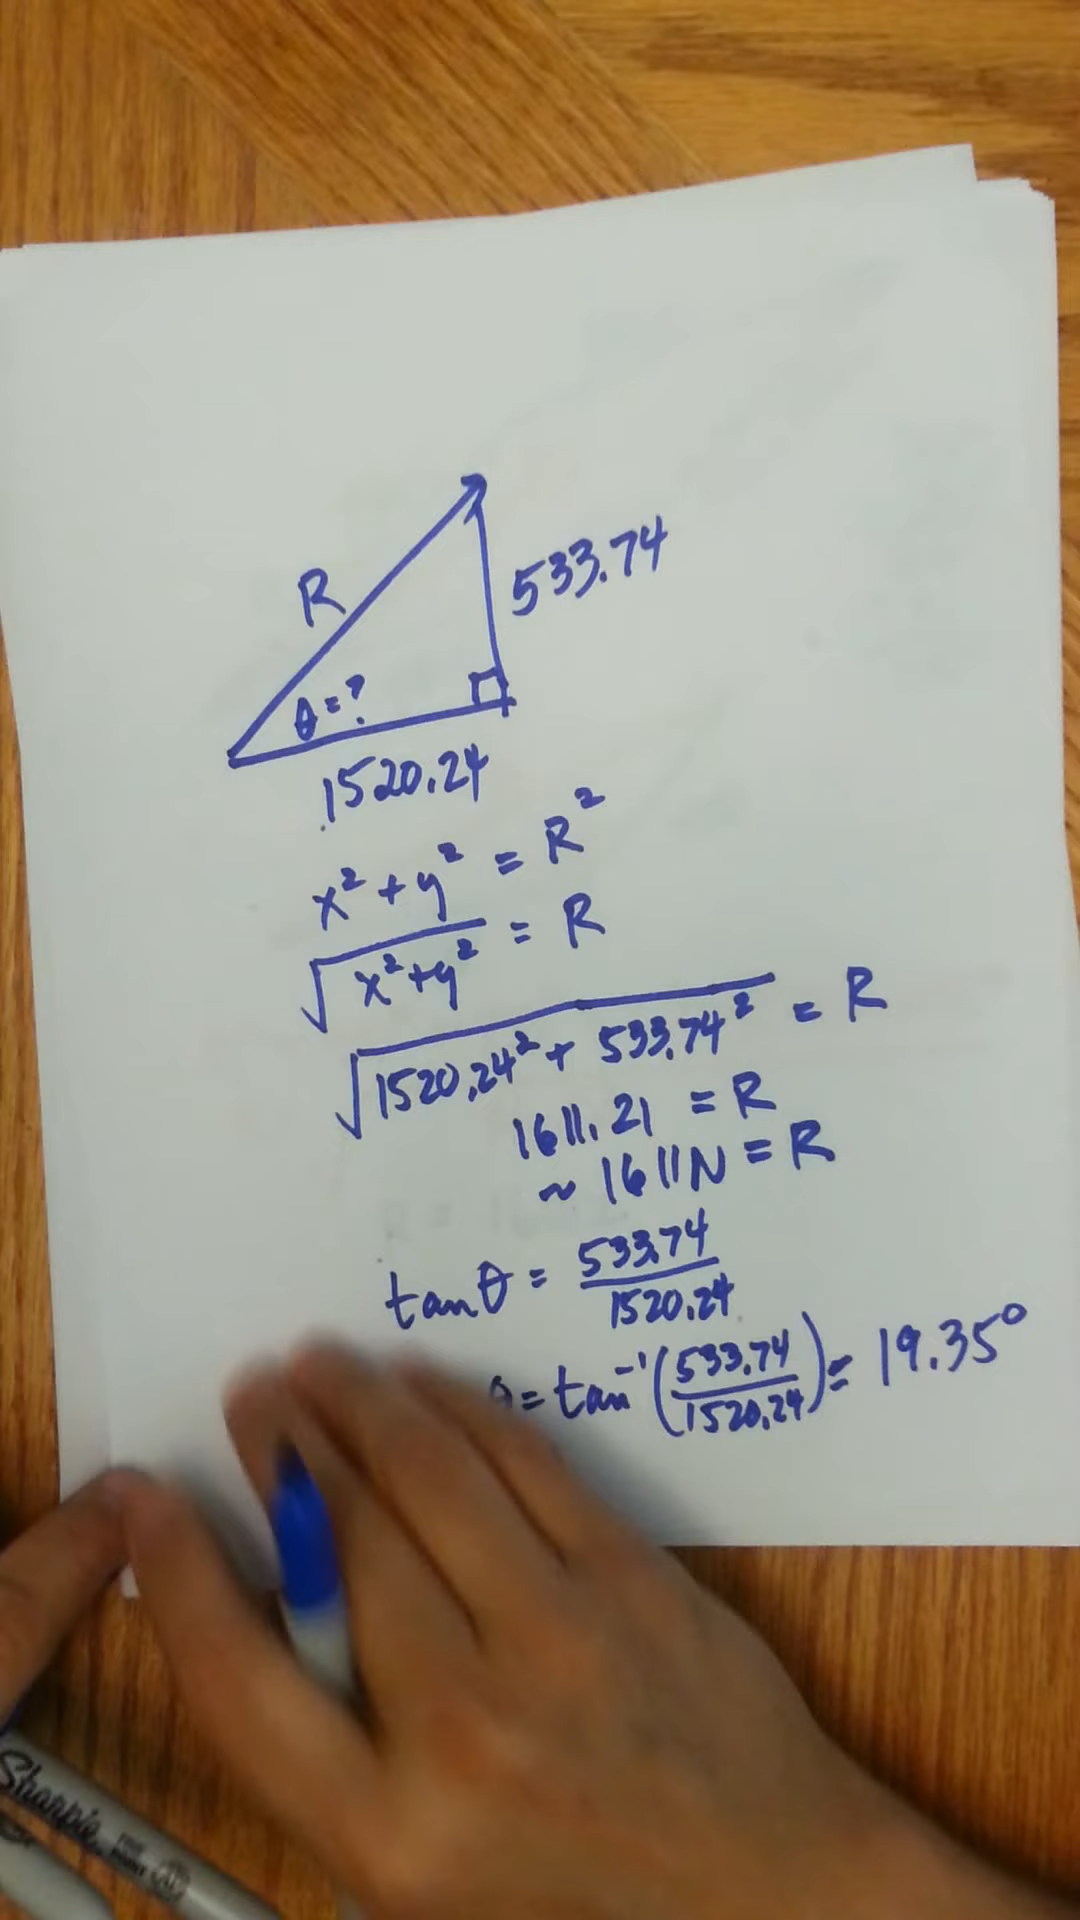 R
533.74
θ=?
1520.24
x² + y² = R²
√x²+y² = R
√1520.24² + 533.74² = R
1611.21 = R
~ 1611N = R
tanθ = 533.74/1520.24
θ = tan⁻¹(533.74/1520.24) = 19.35°
Sharpie